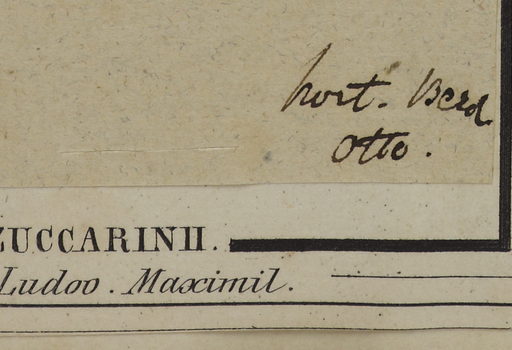 hort. Berol
Otto.
ZUCCARINII.
Ludov. Maximil.